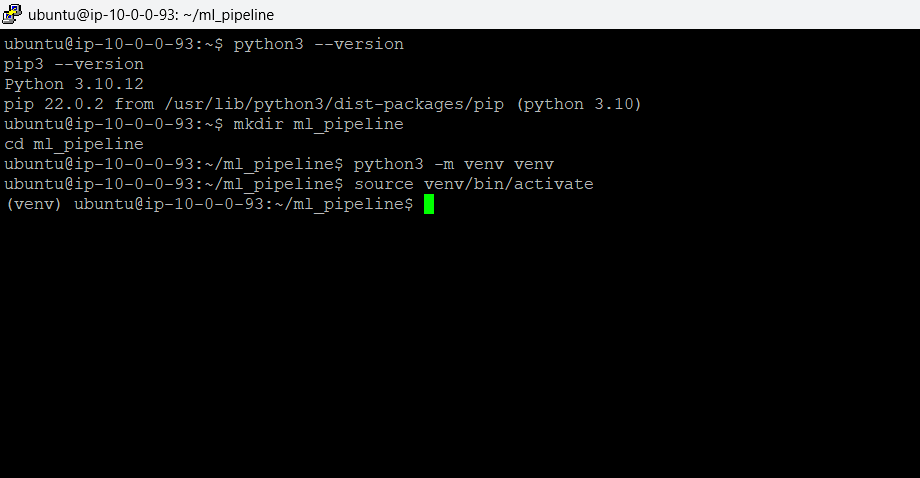 ubuntu@ip-10-0-0-93: ~/ml_pipeline
ubuntu@ip-10-0-0-93:~$ python3 --version
pip3 --version
Python 3.10.12
pip 22.0.2 from /usr/lib/python3/dist-packages/pip (python 3.10)
ubuntu@ip-10-0-0-93:~$ mkdir ml_pipeline
cd ml_pipeline
ubuntu@ip-10-0-0-93:~/ml_pipeline$ python3 -m venv venv
ubuntu@ip-10-0-0-93:~/ml_pipeline$ source venv/bin/activate
(venv) ubuntu@ip-10-0-0-93:~/ml_pipeline$